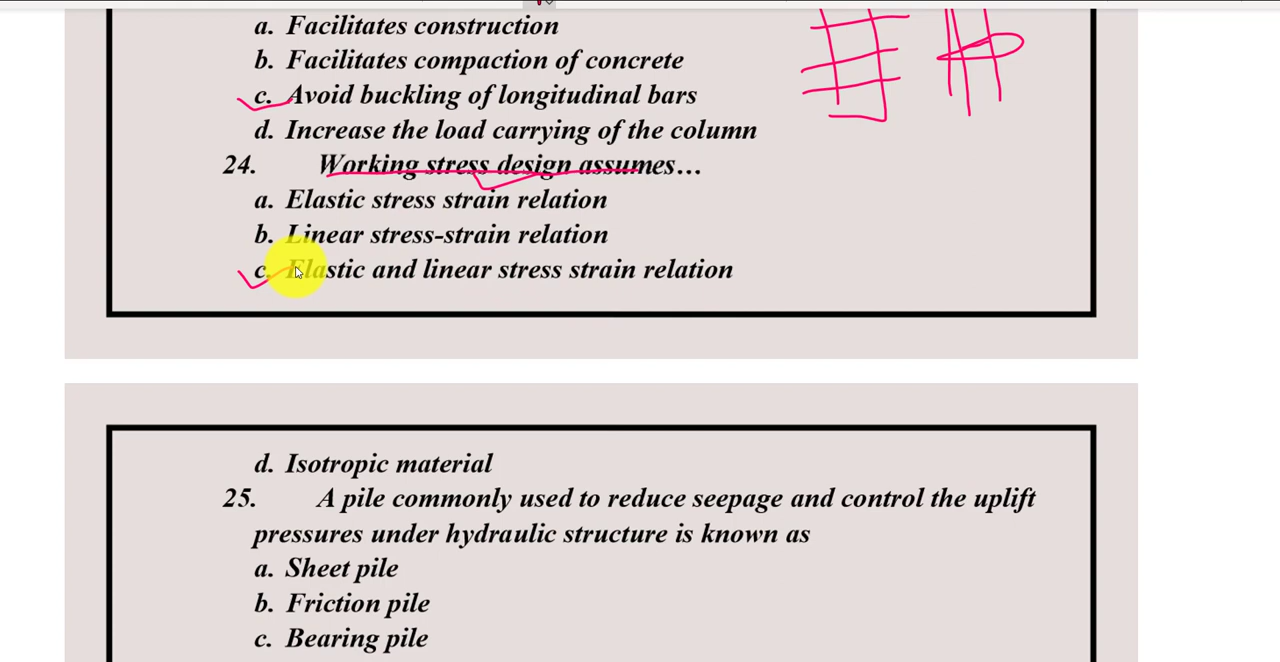 a. Facilitates construction
b. Facilitates compaction of concrete
c. Avoid buckling of longitudinal bars
d. Increase the load carrying of the column
24. Working stress design assumes…
a. Elastic stress strain relation
b. Linear stress-strain relation
c. Elastic and linear stress strain relation
d. Isotropic material
25. A pile commonly used to reduce seepage and control the uplift
pressures under hydraulic structure is known as
a. Sheet pile
b. Friction pile
c. Bearing pile